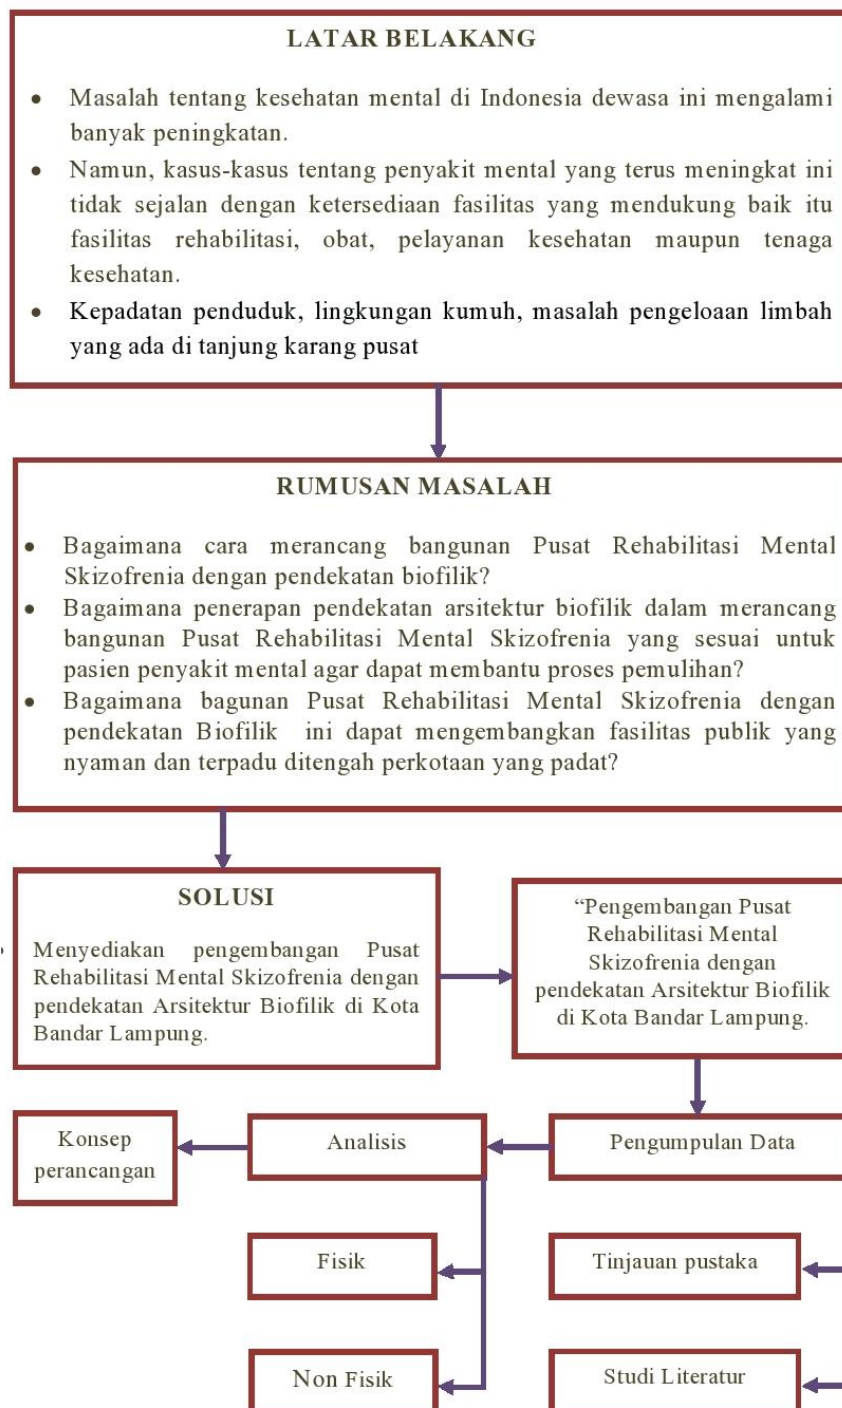 LATAR BELAKANG
• Masalah tentang kesehatan mental di Indonesia dewasa ini mengalami
banyak peningkatan.
• Namun, kasus-kasus tentang penyakit mental yang terus meningkat ini
tidak sejalan dengan ketersediaan fasilitas yang mendukung baik itu
fasilitas rehabilitasi, obat, pelayanan kesehatan maupun tenaga
kesehatan.
• Kepadatan penduduk, lingkungan kumuh, masalah pengeloaan limbah
yang ada di tanjung karang pusat
RUMUSAN MASALAH
• Bagaimana cara merancang bangunan Pusat Rehabilitasi Mental
Skizofrenia dengan pendekatan biofilik?
• Bagaimana penerapan pendekatan arsitektur biofilik dalam merancang
bangunan Pusat Rehabilitasi Mental Skizofrenia yang sesuai untuk
pasien penyakit mental agar dapat membantu proses pemulihan?
• Bagaimana bagunan Pusat Rehabilitasi Mental Skizofrenia dengan
pendekatan Biofilik ini dapat mengembangkan fasilitas publik yang
nyaman dan terpadu ditengah perkotaan yang padat?
SOLUSI
Menyediakan pengembangan Pusat
Rehabilitasi Mental Skizofrenia dengan
pendekatan Arsitektur Biofilik di Kota
Bandar Lampung.
“Pengembangan Pusat
Rehabilitasi Mental
Skizofrenia dengan
pendekatan Arsitektur Biofilik
di Kota Bandar Lampung.
Konsep
perancangan
Analisis
Pengumpulan Data
Fisik
Tinjauan pustaka
Non Fisik
Studi Literatur